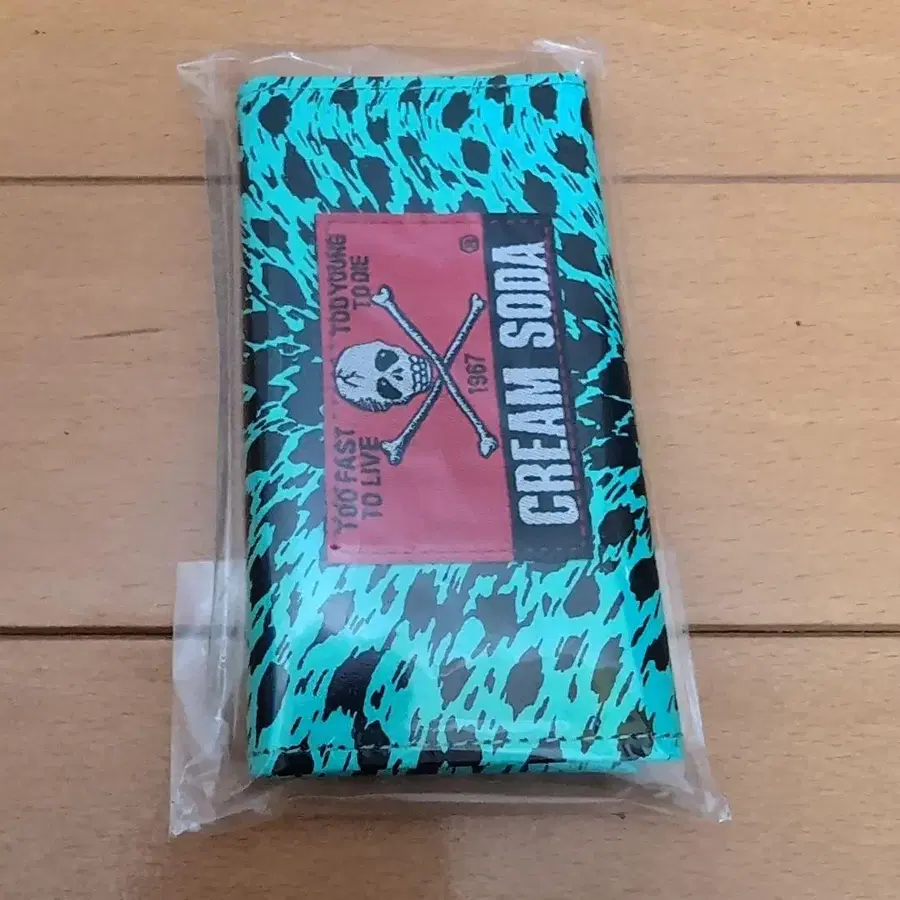 TOO FAST
TO LIVE
TOO YOUNG
TO DIE
1967
®
CREAM SODA